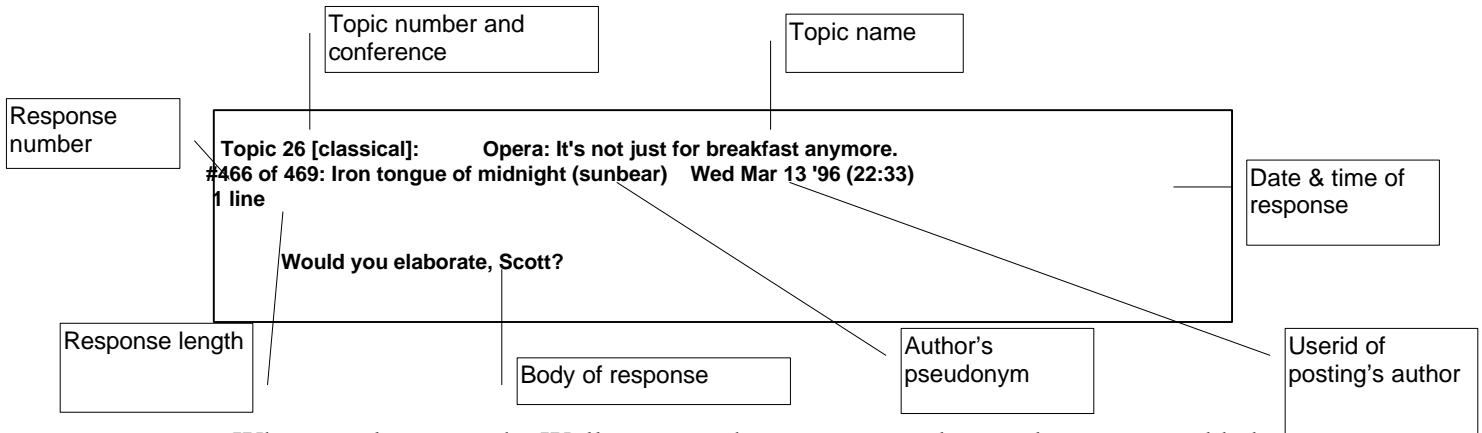 Topic number and
conference
Topic name
Response
number
Topic 26 [classical]: Opera: It's not just for breakfast anymore.
#466 of 469: Iron tongue of midnight (sunbear) Wed Mar 13 '96 (22:33)
1 line
Date & time of
response
Would you elaborate, Scott?
Response length
Body of response
Author's
pseudonym
Userid of
posting's author